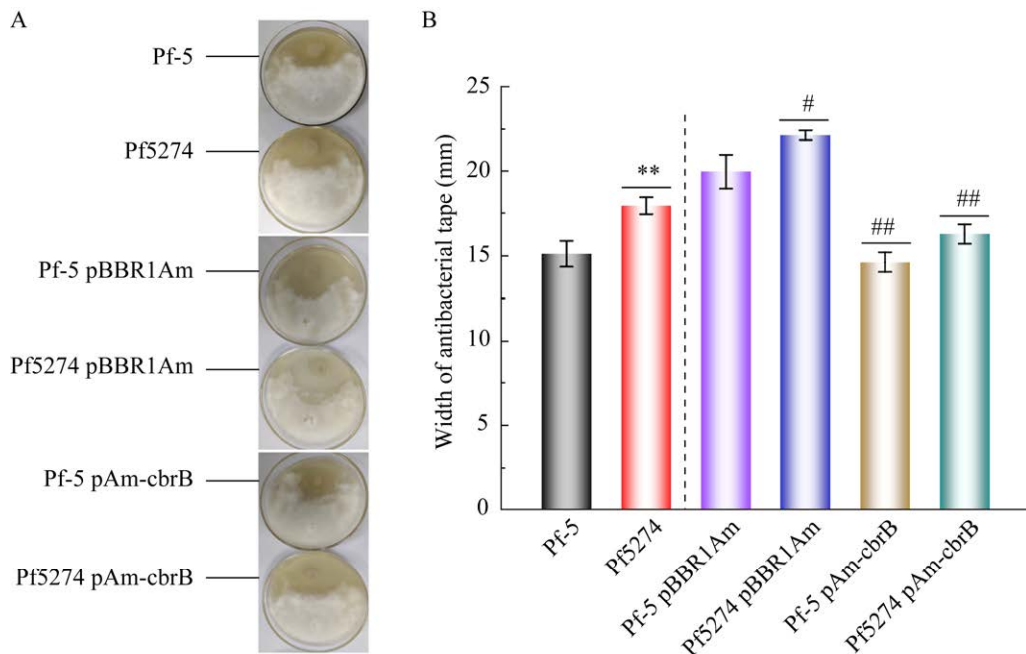 A
Pf-5
Pf5274
Pf-5 pBBR1Am
Pf5274 pBBR1Am
Pf-5 pAm-cbrB
Pf5274 pAm-cbrB
B
Width of antibacterial tape (mm)
25
20
15
10
5
0
**
#
##
##
Pf-5
Pf5274
Pf-5 pBBR1Am
Pf5274 pBBR1Am
Pf-5 pAm-cbrB
Pf5274 pAm-cbrB